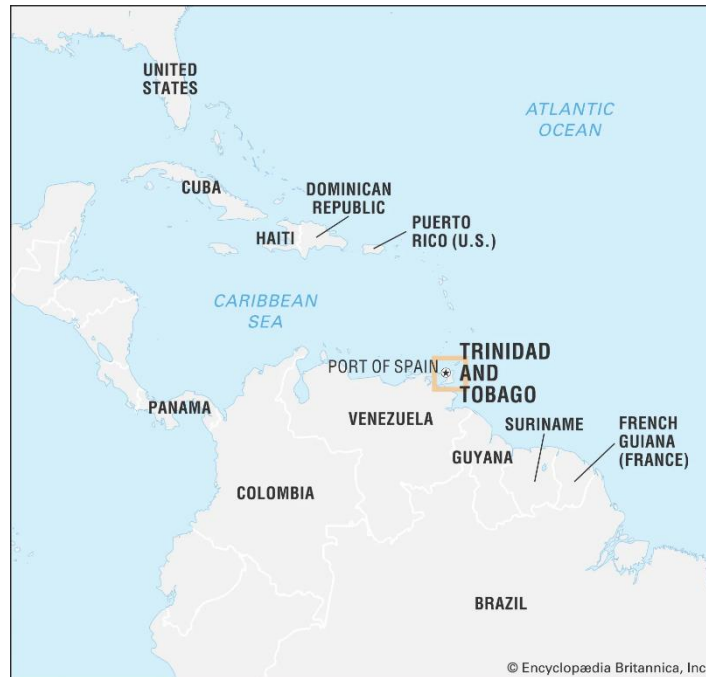 UNITED
STATES
ATLANTIC
OCEAN
CUBA
DOMINICAN
REPUBLIC
HAITI
PUERTO
RICO (U.S.)
CARIBBEAN
SEA
PORT OF SPAIN
TRINIDAD
AND
TOBAGO
PANAMA
VENEZUELA
SURINAME
FRENCH
GUIANA
(FRANCE)
GUYANA
COLOMBIA
BRAZIL
© Encyclopædia Britannica, Inc